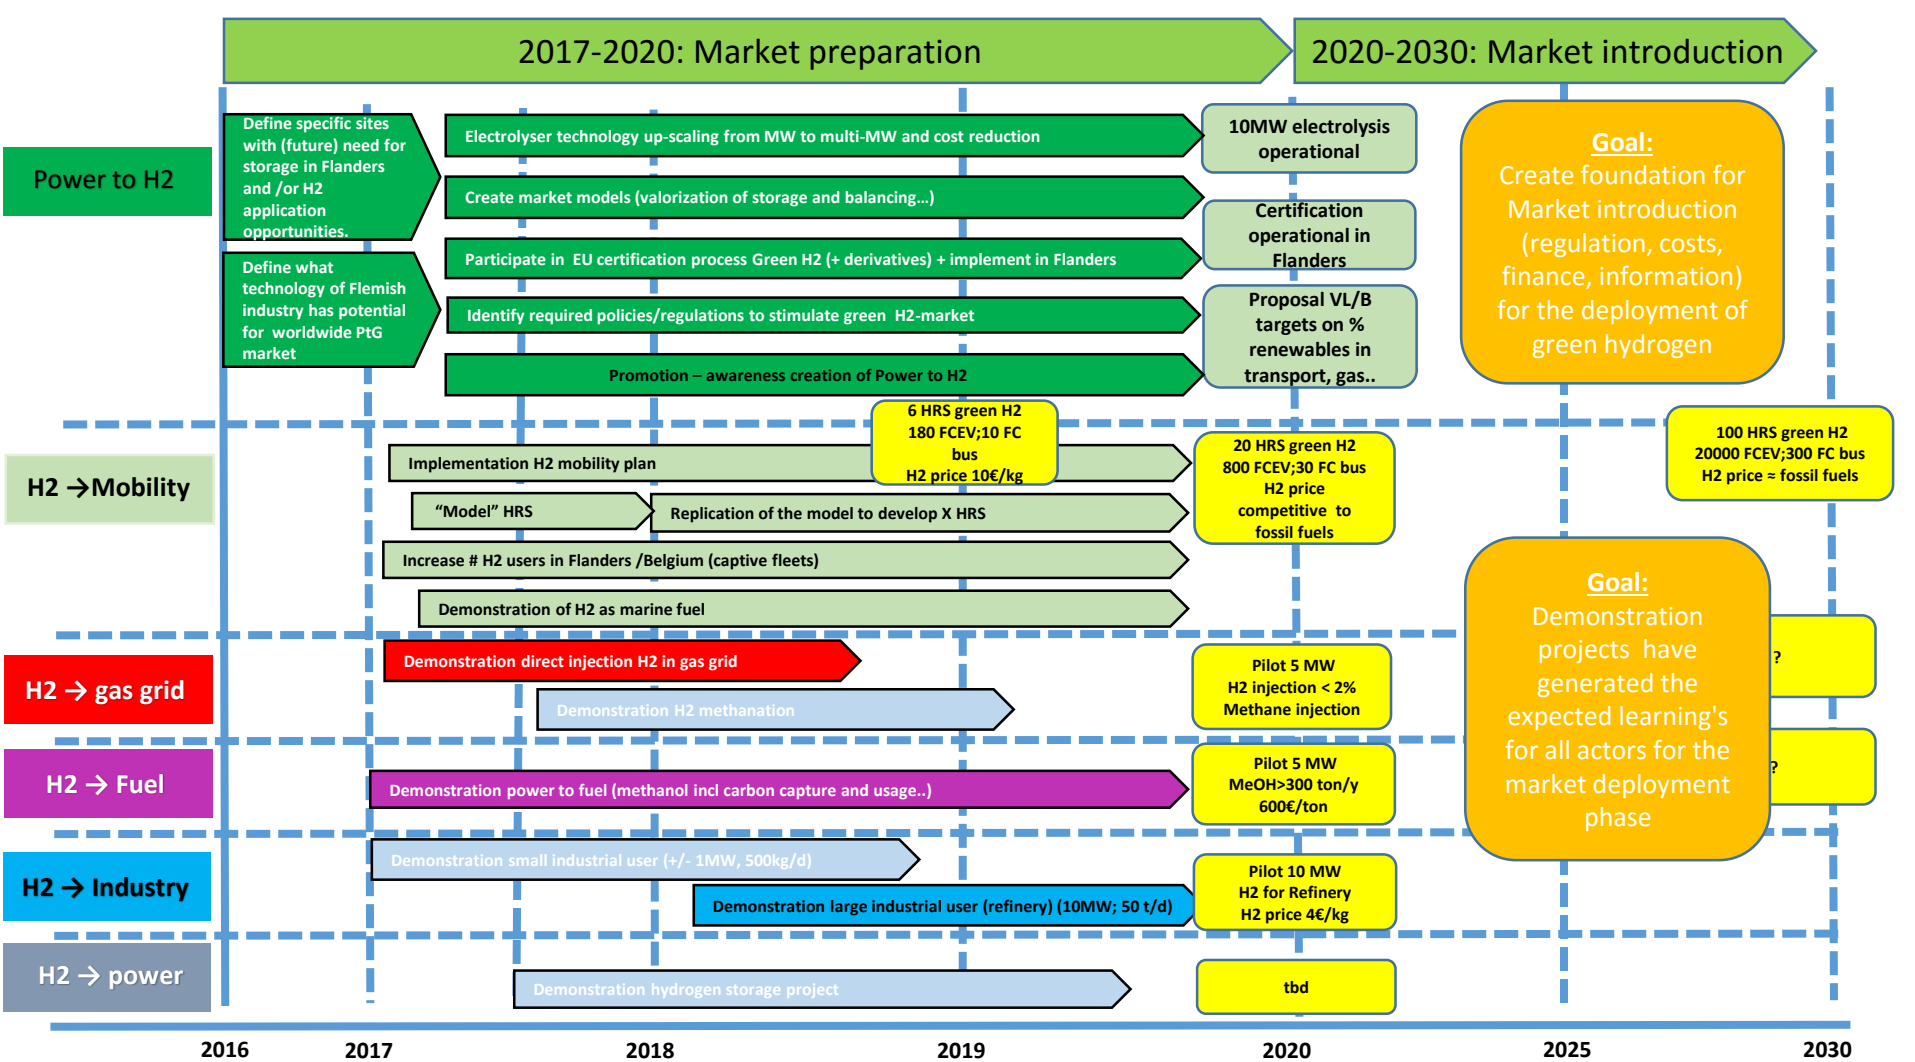 2017-2020: Market preparation
2020-2030: Market introduction
Power to H2
Define specific sites
with (future) need for
storage in Flanders
and /or H2
application
opportunities.
Define what
technology of Flemish
industry has potential
for worldwide PtG
market
Electrolyser technology up-scaling from MW to multi-MW and cost reduction
Create market models (valorization of storage and balancing...)
Participate in EU certification process Green H2 (+ derivatives) + implement in Flanders
Identify required policies/regulations to stimulate green H2-market
Promotion – awareness creation of Power to H2
10MW electrolysis
operational
Certification
operational in
Flanders
Proposal VL/B
targets on %
renewables in
transport, gas..
Goal:
Create foundation for
Market introduction
(regulation, costs,
finance, information)
for the deployment of
green hydrogen
H2 →Mobility
Implementation H2 mobility plan
6 HRS green H2
180 FCEV;10 FC
bus
H2 price 10€/kg
"Model" HRS
Replication of the model to develop X HRS
Increase # H2 users in Flanders /Belgium (captive fleets)
Demonstration of H2 as marine fuel
20 HRS green H2
800 FCEV;30 FC bus
H2 price
competitive to
fossil fuels
100 HRS green H2
20000 FCEV;300 FC bus
H2 price ≈ fossil fuels
Goal:
Demonstration
projects have
generated the
expected learning's
for all actors for the
market deployment
phase
H2 → gas grid
Demonstration direct injection H2 in gas grid
Demonstration H2 methanation
Pilot 5 MW
H2 injection < 2%
Methane injection
?
H2 → Fuel
Demonstration power to fuel (methanol incl carbon capture and usage..)
Pilot 5 MW
MeOH>300 ton/y
600€/ton
?
H2 → Industry
Demonstration small industrial user (+/- 1MW, 500kg/d)
Demonstration large industrial user (refinery) (10MW; 50 t/d)
Pilot 10 MW
H2 for Refinery
H2 price 4€/kg
H2 → power
Demonstration hydrogen storage project
tbd
2016
2017
2018
2019
2020
2025
2030